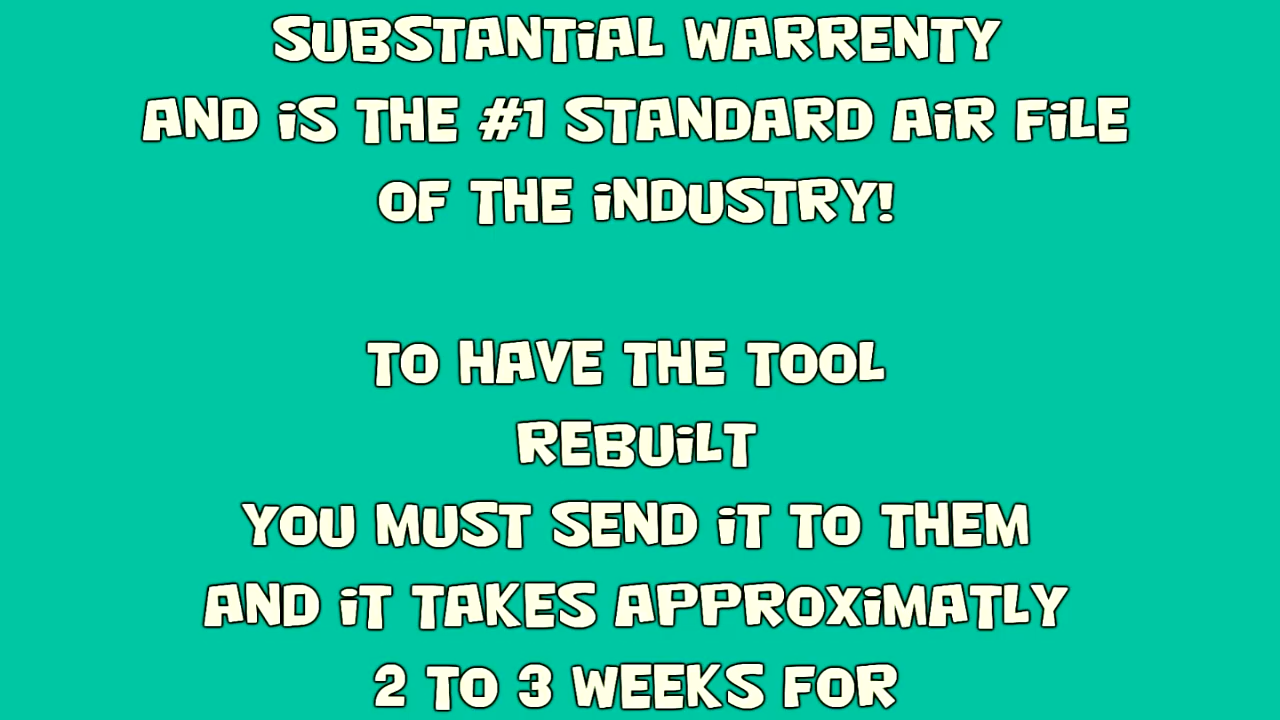 SUBSTANTIAL WARRENTY
AND IS THE #1 STANDARD AIR FILE
OF THE INDUSTRY!
TO HAVE THE TOOL
REBUILT
YOU MUST SEND IT TO THEM
AND IT TAKES APPROXIMATLY
2 TO 3 WEEKS FOR